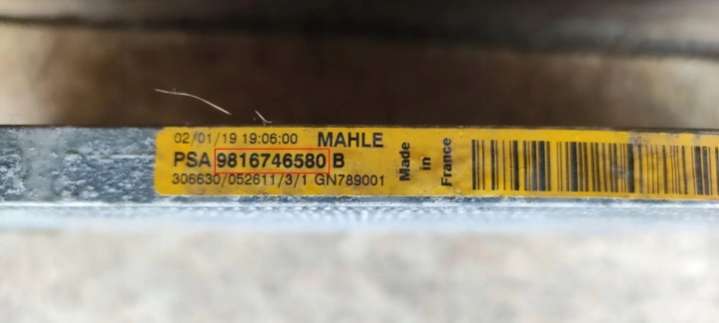 02/01/19 19:06:00 MAHLE
PSA 9816746580 B
306630/052611/3/1 GN789001
Made
in
France